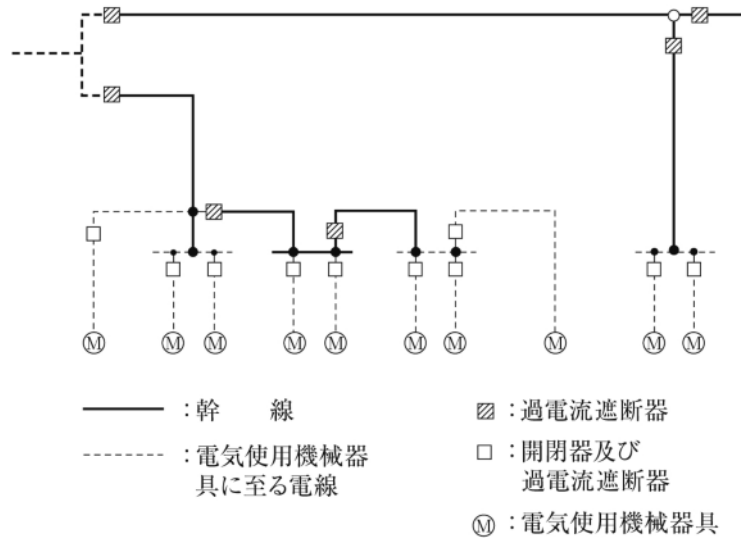 Ⓜ Ⓜ Ⓜ Ⓜ Ⓜ Ⓜ Ⓜ Ⓜ Ⓜ Ⓜ
：幹　　線
：電気使用機械器
具に至る電線
：過電流遮断器
：開閉器及び
過電流遮断器
Ⓜ：電気使用機械器具